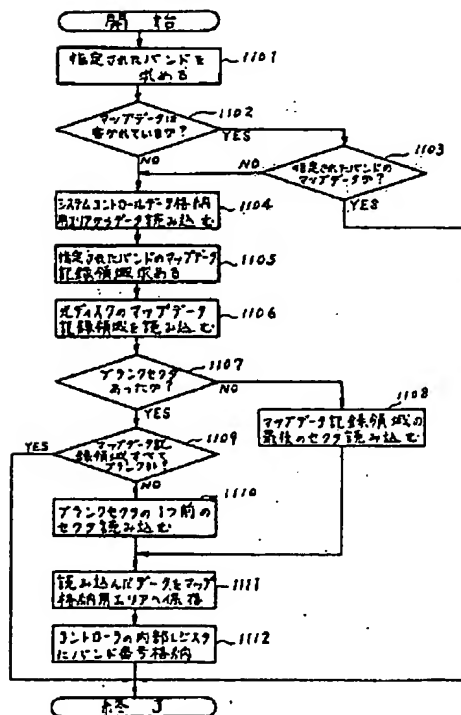 開始
指定されたバンドを
求める
1101
マップデータは
書かれていますか?
1102
YES
NO
指定されたバンドの
マップデータか?
1103
NO
YES
システムコントロールデータ格納
用エリアからデータ読み込む
1104
指定されたバンドのマップデータ
記録領域求める
1105
光ディスクのマップデータ
記録領域を読み込む
1106
ブランクセクタ
あったか?
1107
NO
YES
マップデータ記録領域の
最後のセクタ読み込む
1108
マップデータ記
録領域すべて
ブランクか?
1109
YES
NO
ブランクセクタの1つ前の
セクタ読み込む
1110
読み込んだデータをマップ
格納用エリアへ保持
1111
コントローラの内部レジスタ
にバンド番号格納
1112
終了